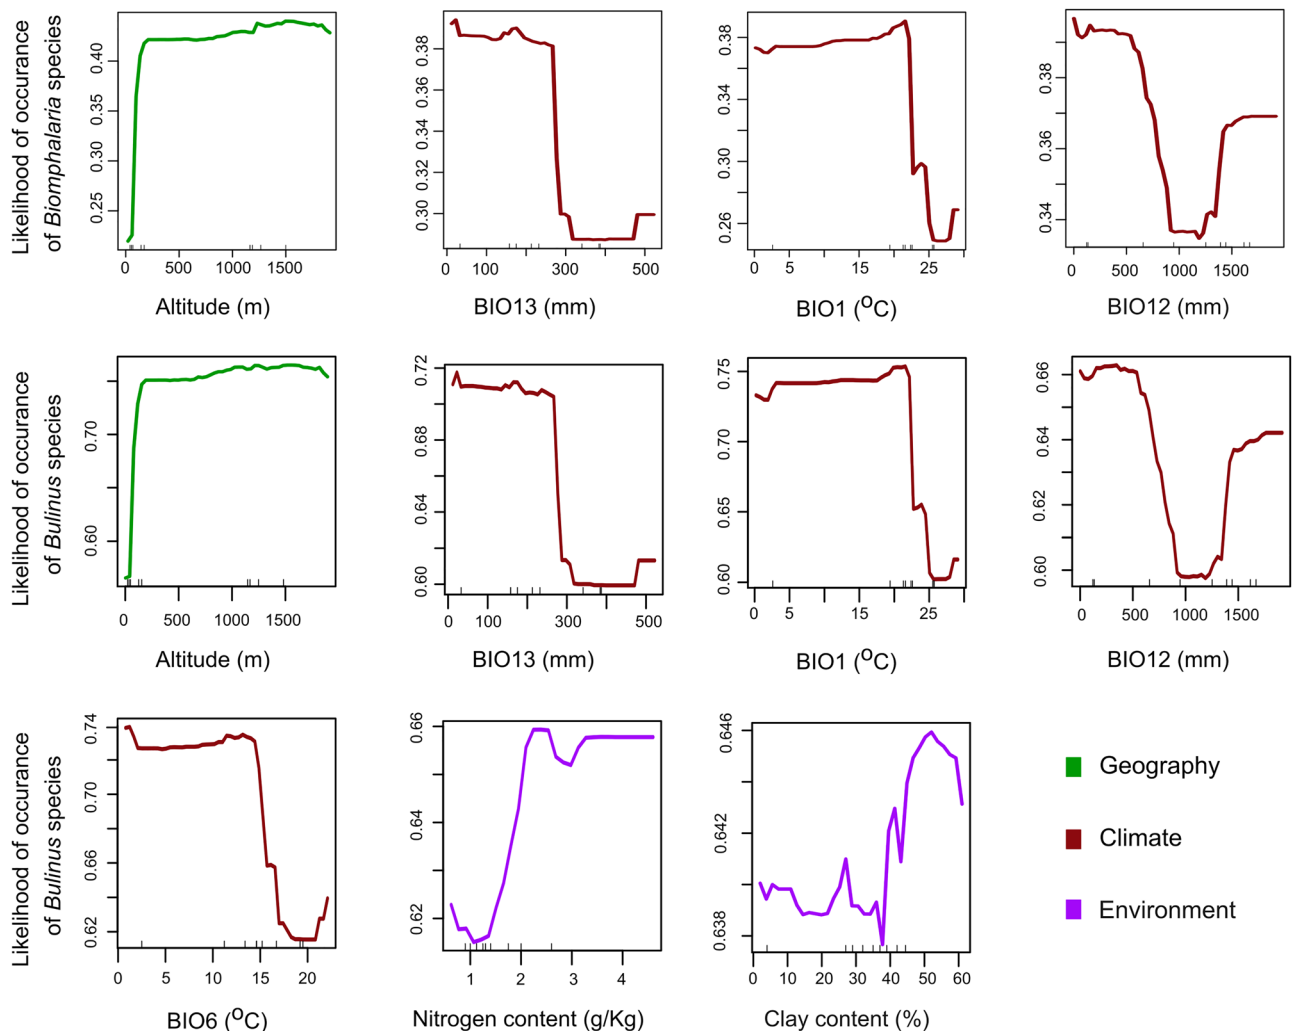 Likelihood of occurance
of Biomphalaria species
0.25 0.30 0.35 0.40
0 500 1000 1500
Altitude (m)
0.30 0.32 0.34 0.36 0.38
0 100 300 500
BIO13 (mm)
0.26 0.30 0.34 0.38
0 5 15 25
BIO1 (oC)
0.34 0.36 0.38
0 500 1000 1500
BIO12 (mm)
Likelihood of occurance
of Bulinus species
0.60 0.70
0 500 1000 1500
Altitude (m)
0.60 0.64 0.68 0.72
0 100 300 500
BIO13 (mm)
0.60 0.65 0.70 0.75
0 5 15 25
BIO1 (oC)
0.60 0.62 0.64 0.66
0 500 1000 1500
BIO12 (mm)
Likelihood of occurance
of Bulinus species
0.62 0.66 0.70 0.74
0 5 10 15 20
BIO6 (oC)
0.62 0.64 0.66
1 2 3 4
Nitrogen content (g/Kg)
0.638 0.642 0.646
0 10 20 30 40 50 60
Clay content (%)
Geography
Climate
Environment